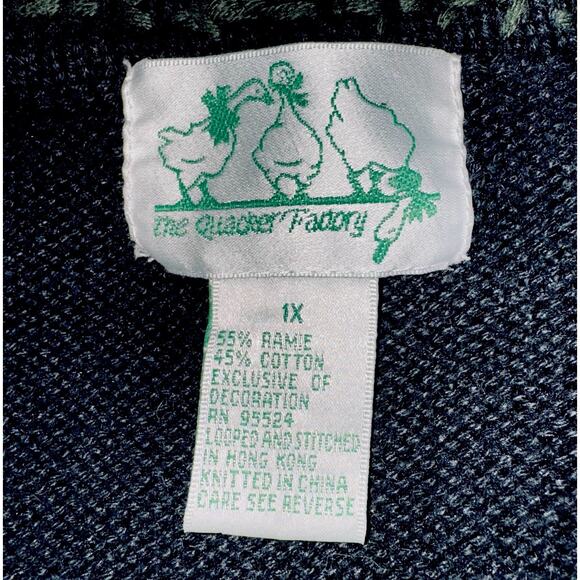 The Quacker Factory
1X
55% RAMIE
45% COTTON
EXCLUSIVE OF
DECORATION
RN 95524
LOOPED AND STITCHED
IN HONG KONG
KNITTED IN CHINA
CARE SEE REVERSE